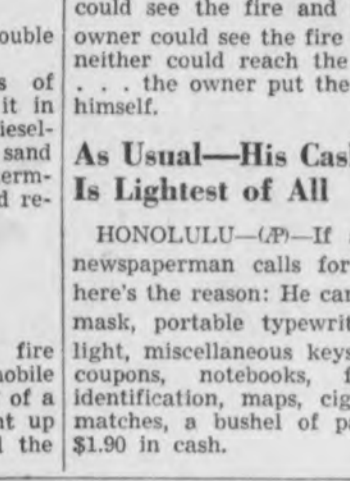 ouble
s of
it in
iesel-
sand
erm-
d re-
fire
mobile
of a
nt up
the
could see the fire and
owner could see the fire
neither could reach the
. . . the owner put the
himself.
As Usual—His Cas
Is Lightest of All
HONOLULU—(AP)—If
newspaperman calls for
here's the reason: He car
mask, portable typewrit
light, miscellaneous keys
coupons, notebooks, f
identification, maps, cig
matches, a bushel of pa
$1.90 in cash.